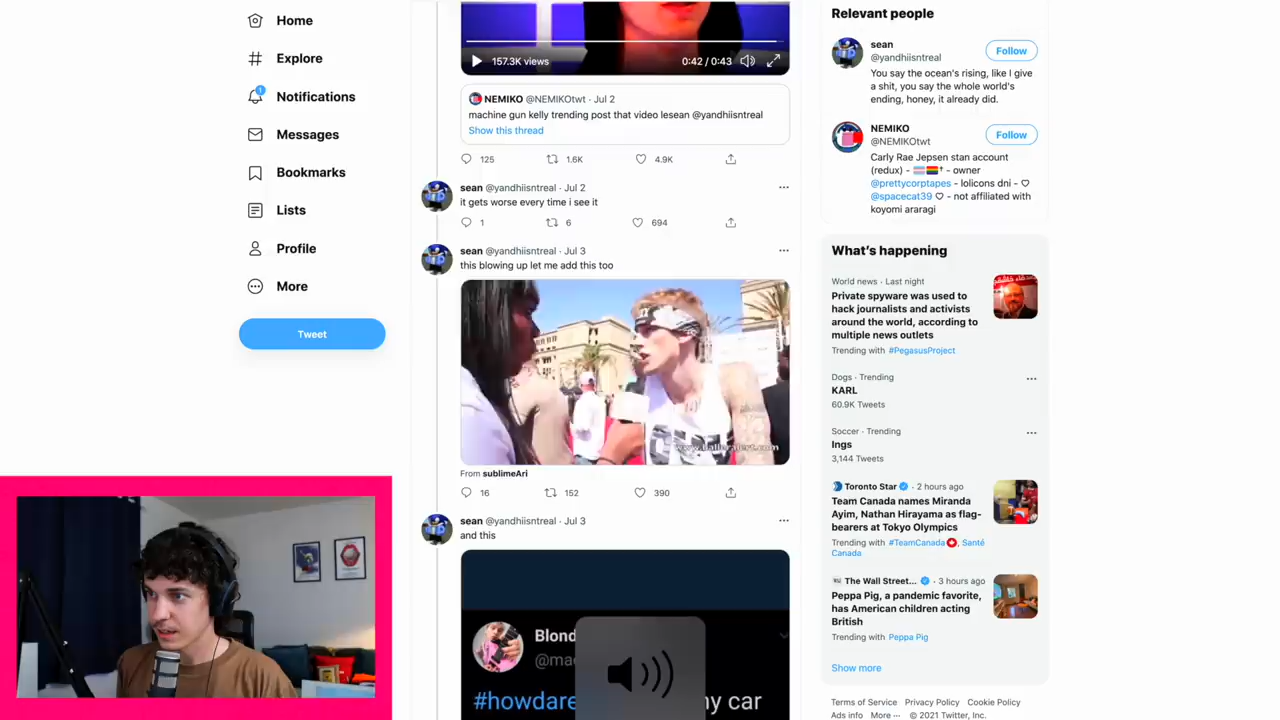 Home
Explore
Notifications
1
Messages
Bookmarks
Lists
Profile
More
Tweet
157.3K views
0:42 / 0:43
NEMIKO @NEMIKOtwt · Jul 2
machine gun kelly trending post that video lesean @yandhiisntreal
Show this thread
125 1.6K 4.9K
sean @yandhiisntreal · Jul 2
it gets worse every time i see it
1 6 694
sean @yandhiisntreal · Jul 3
this blowing up let me add this too
From sublimeAri
16 152 390
sean @yandhiisntreal · Jul 3
and this
Blond
@mac
#howdare
ny car
Relevant people
sean
@yandhiisntreal
Follow
You say the ocean's rising, like I give
a shit, you say the whole world's
ending, honey, it already did.
NEMIKO
@NEMIKOtwt
Follow
Carly Rae Jepsen stan account
(redux) - - owner
@prettycorptapes - lolicons dni -
@spacecat39 - not affiliated with
koyomi araragi
What's happening
World news · Last night
Private spyware was used to
hack journalists and activists
around the world, according to
multiple news outlets
Trending with #PegasusProject
Dogs · Trending
KARL
60.9K Tweets
Soccer · Trending
Ings
3,144 Tweets
Toronto Star · 2 hours ago
Team Canada names Miranda
Ayim, Nathan Hirayama as flag-
bearers at Tokyo Olympics
Trending with #TeamCanada, Santé
Canada
The Wall Street... · 3 hours ago
Peppa Pig, a pandemic favorite,
has American children acting
British
Trending with Peppa Pig
Show more
Terms of Service Privacy Policy Cookie Policy
Ads info More ··· © 2021 Twitter, Inc.